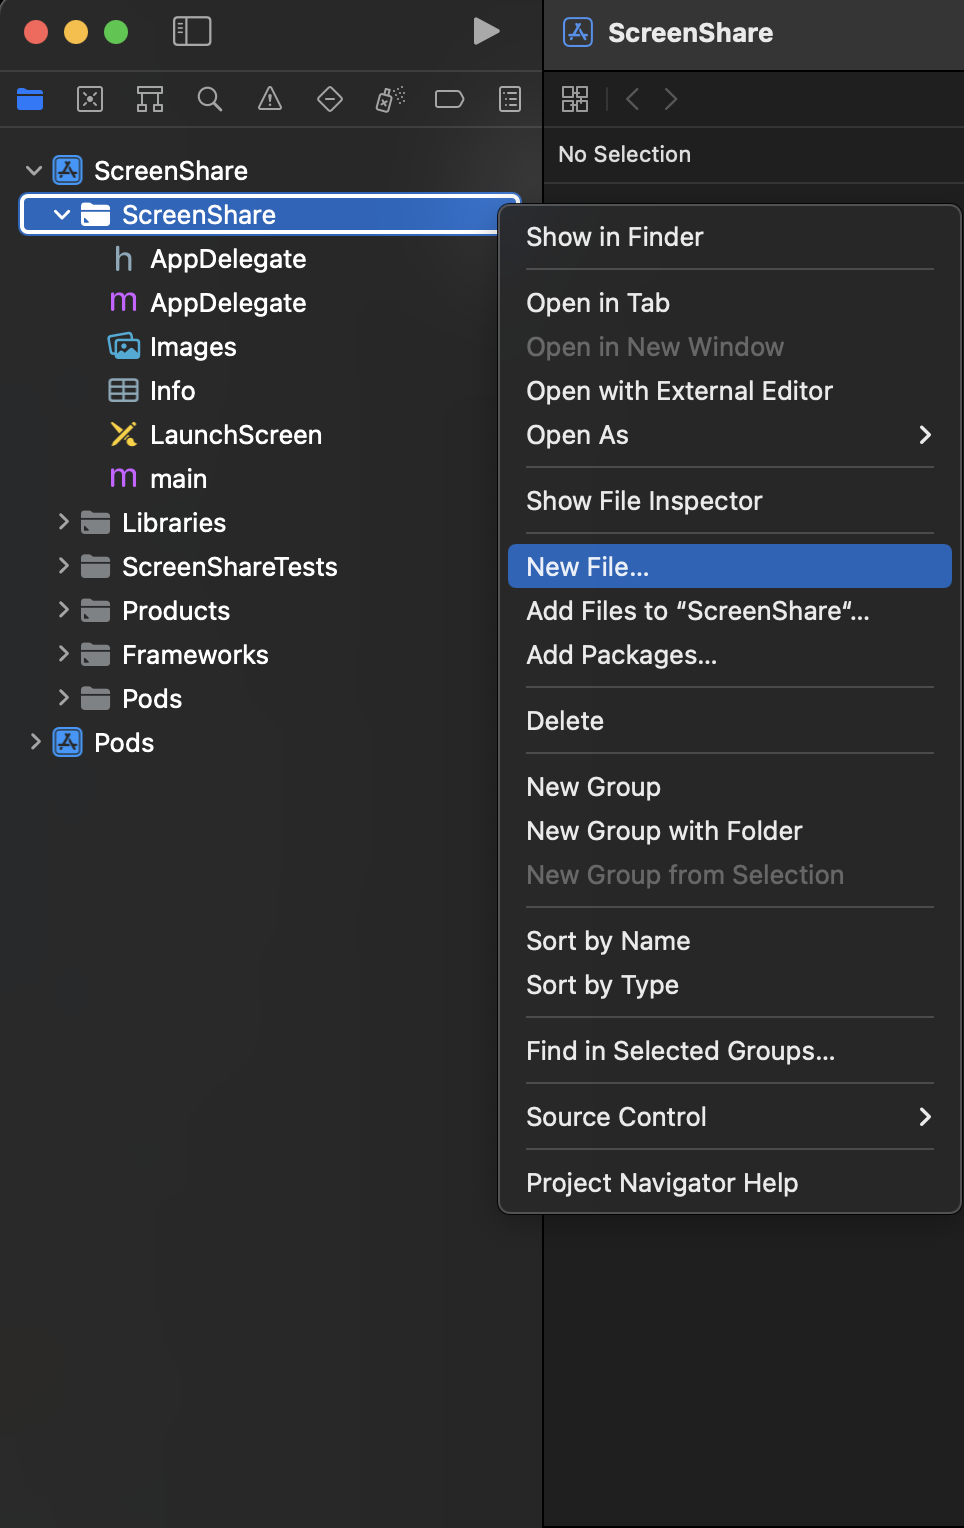 ScreenShare
No Selection
ScreenShare
ScreenShare
h AppDelegate
m AppDelegate
Images
Info
LaunchScreen
m main
Libraries
ScreenShareTests
Products
Frameworks
Pods
Pods
Show in Finder
Open in Tab
Open in New Window
Open with External Editor
Open As
Show File Inspector
New File...
Add Files to “ScreenShare“...
Add Packages...
Delete
New Group
New Group with Folder
New Group from Selection
Sort by Name
Sort by Type
Find in Selected Groups...
Source Control
Project Navigator Help